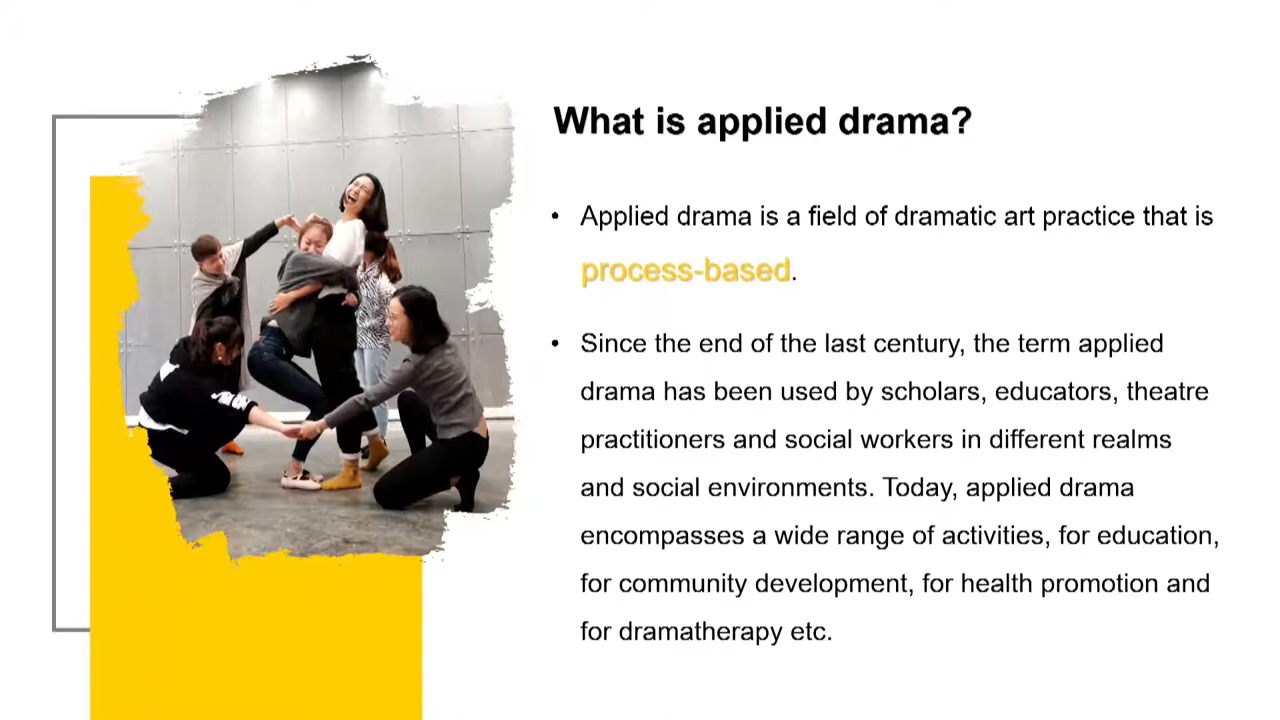 What is applied drama?
• Applied drama is a field of dramatic art practice that is
process-based.
• Since the end of the last century, the term applied
drama has been used by scholars, educators, theatre
practitioners and social workers in different realms
and social environments. Today, applied drama
encompasses a wide range of activities, for education,
for community development, for health promotion and
for dramatherapy etc.